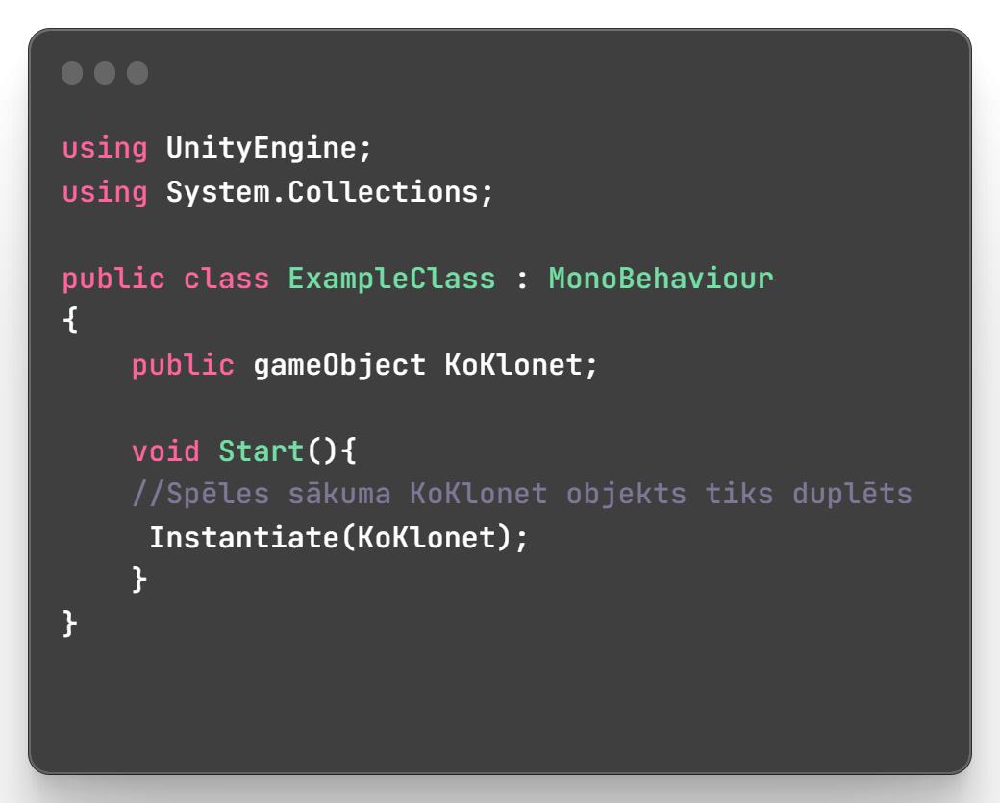 using UnityEngine;
using System.Collections;
public class ExampleClass : MonoBehaviour
{
public gameObject KoKlonet;
void Start(){
//Spēles sākuma KoKlonet objekts tiks duplēts
Instantiate(KoKlonet);
}
}